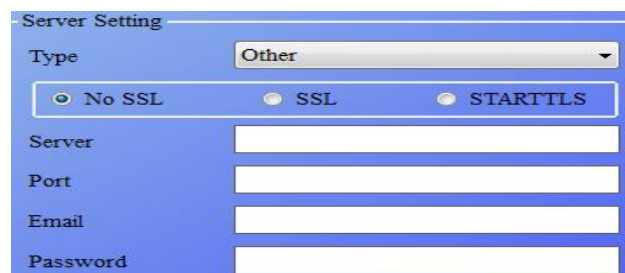 Server Setting
Type Other
No SSL SSL STARTTLS
Server
Port
Email
Password